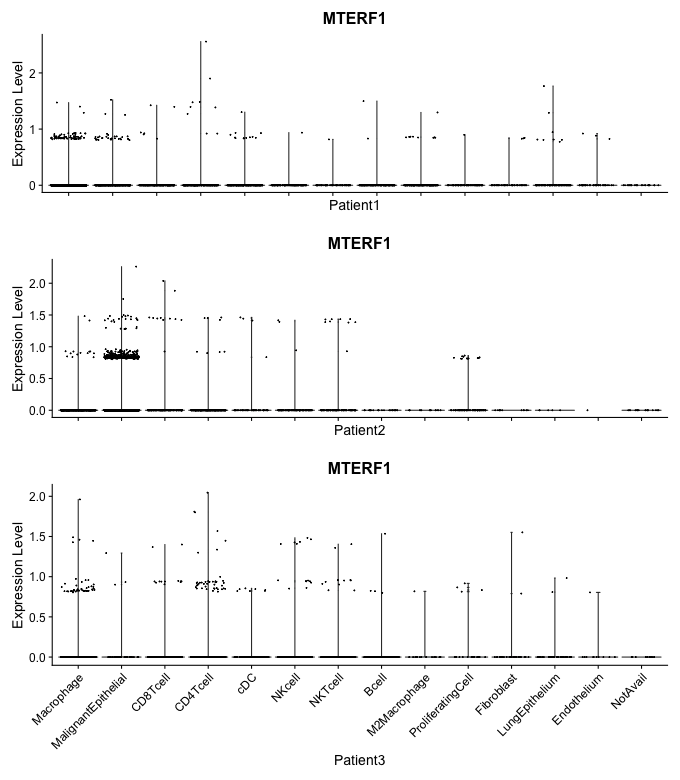 MTERF1
Expression Level
2
1
0
Patient1
MTERF1
Expression Level
2.0
1.5
1.0
0.5
0.0
Patient2
MTERF1
Expression Level
2.0
1.5
1.0
0.5
0.0
Macrophage
MalignantEpithelial
CD8Tcell
CD4Tcell
cDC
NKcell
NKTcell
Bcell
M2Macrophage
ProliferatingCell
Fibroblast
LungEpithelium
Endothelium
NotAvail
Patient3